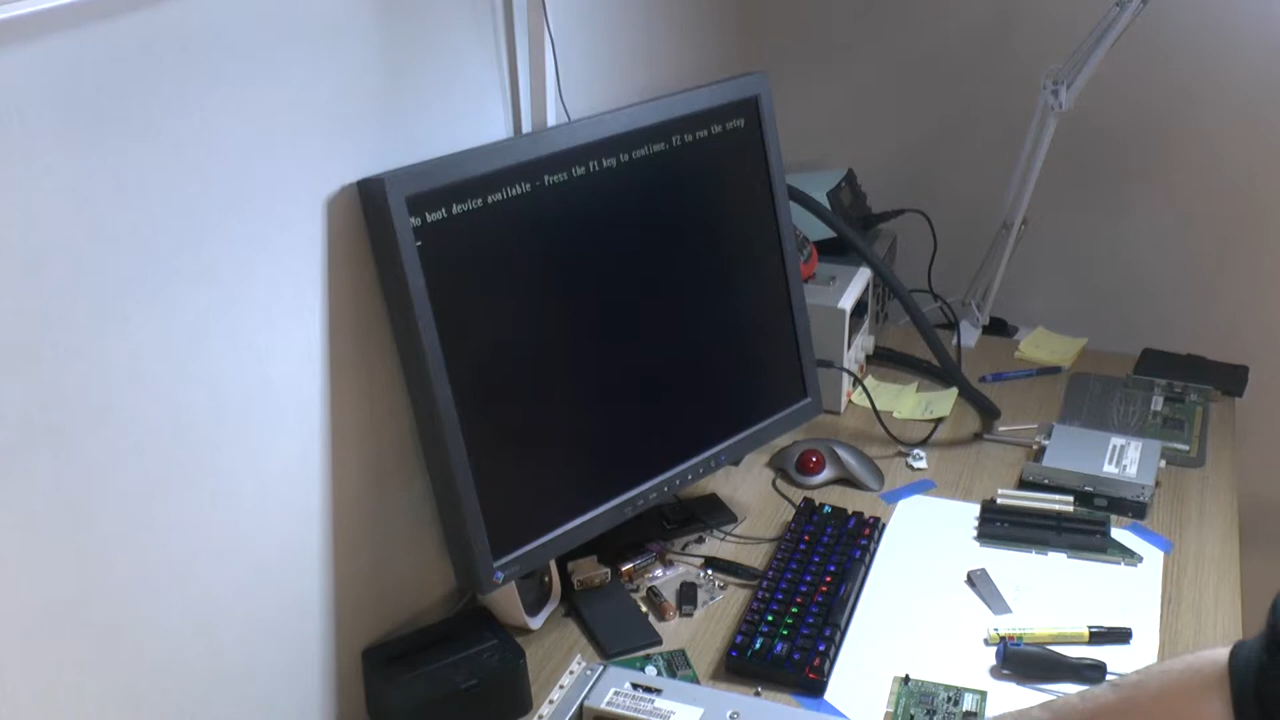 No boot device available - Press the F1 key to continue, F2 to run the setup